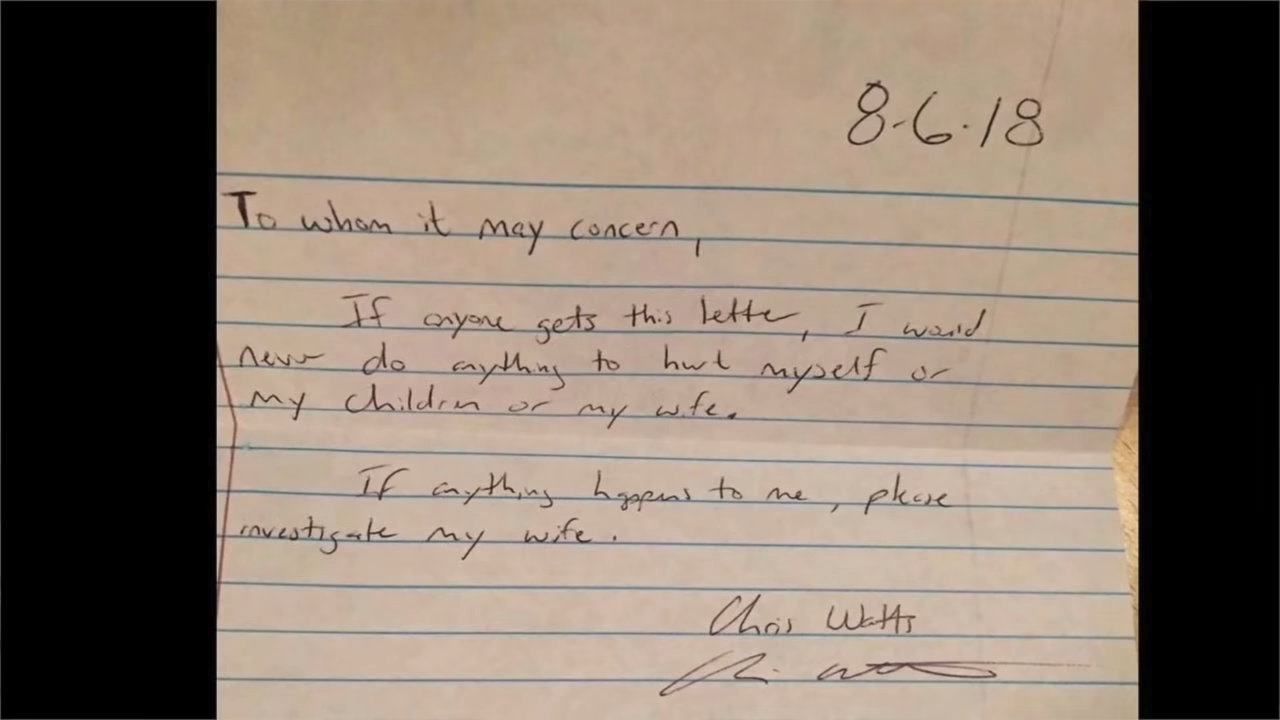 8-6-18
To whom it may concern,
If anyone gets this letter, I would
never do anything to hurt myself or
my children or my wife.
If anything happens to me, please
investigate my wife.
Chris Watts